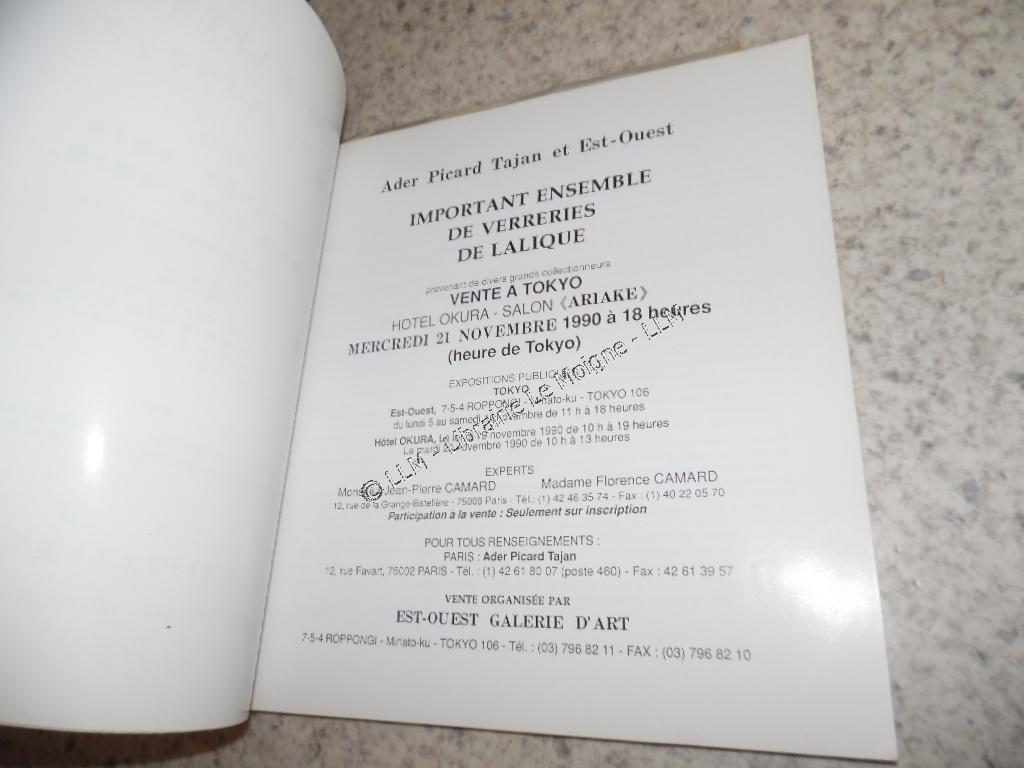 Ader Picard Tajan et Est-Ouest
IMPORTANT ENSEMBLE
DE VERRERIES
DE LALIQUE
provenant de divers grands collectionneurs
VENTE A TOKYO
HOTEL OKURA - SALON 《ARIAKE》
MERCREDI 21 NOVEMBRE 1990 à 18 heures
(heure de Tokyo)
EXPOSITIONS PUBLIQUES
TOKYO
Est-Ouest, 7-5-4 ROPPONGI - Minato-ku - TOKYO 106
du lundi 5 au samedi novembre de 11 h à 18 heures
Hôtel OKURA, Le lundi 19 novembre 1990 de 10 h à 19 heures
Le mardi novembre 1990 de 10 h à 13 heures
EXPERTS
Monsieur Jean-Pierre CAMARD Madame Florence CAMARD
12, rue de la Grange-Batelière - 75009 Paris - Tél.: (1) 42 46 35 74 - Fax : (1) 40 22 05 70
Participation à la vente : Seulement sur inscription
POUR TOUS RENSEIGNEMENTS :
PARIS : Ader Picard Tajan
12, rue Favart, 75002 PARIS - Tél. : (1) 42 61 80 07 (poste 460) - Fax : 42 61 39 57
VENTE ORGANISÉE PAR
EST-OUEST GALERIE D'ART
7-5-4 ROPPONGI - Minato-ku - TOKYO 106 - Tél. : (03) 796 82 11 - FAX : (03) 796 82 10
© LLM - Librairie Le Moigne - LLM